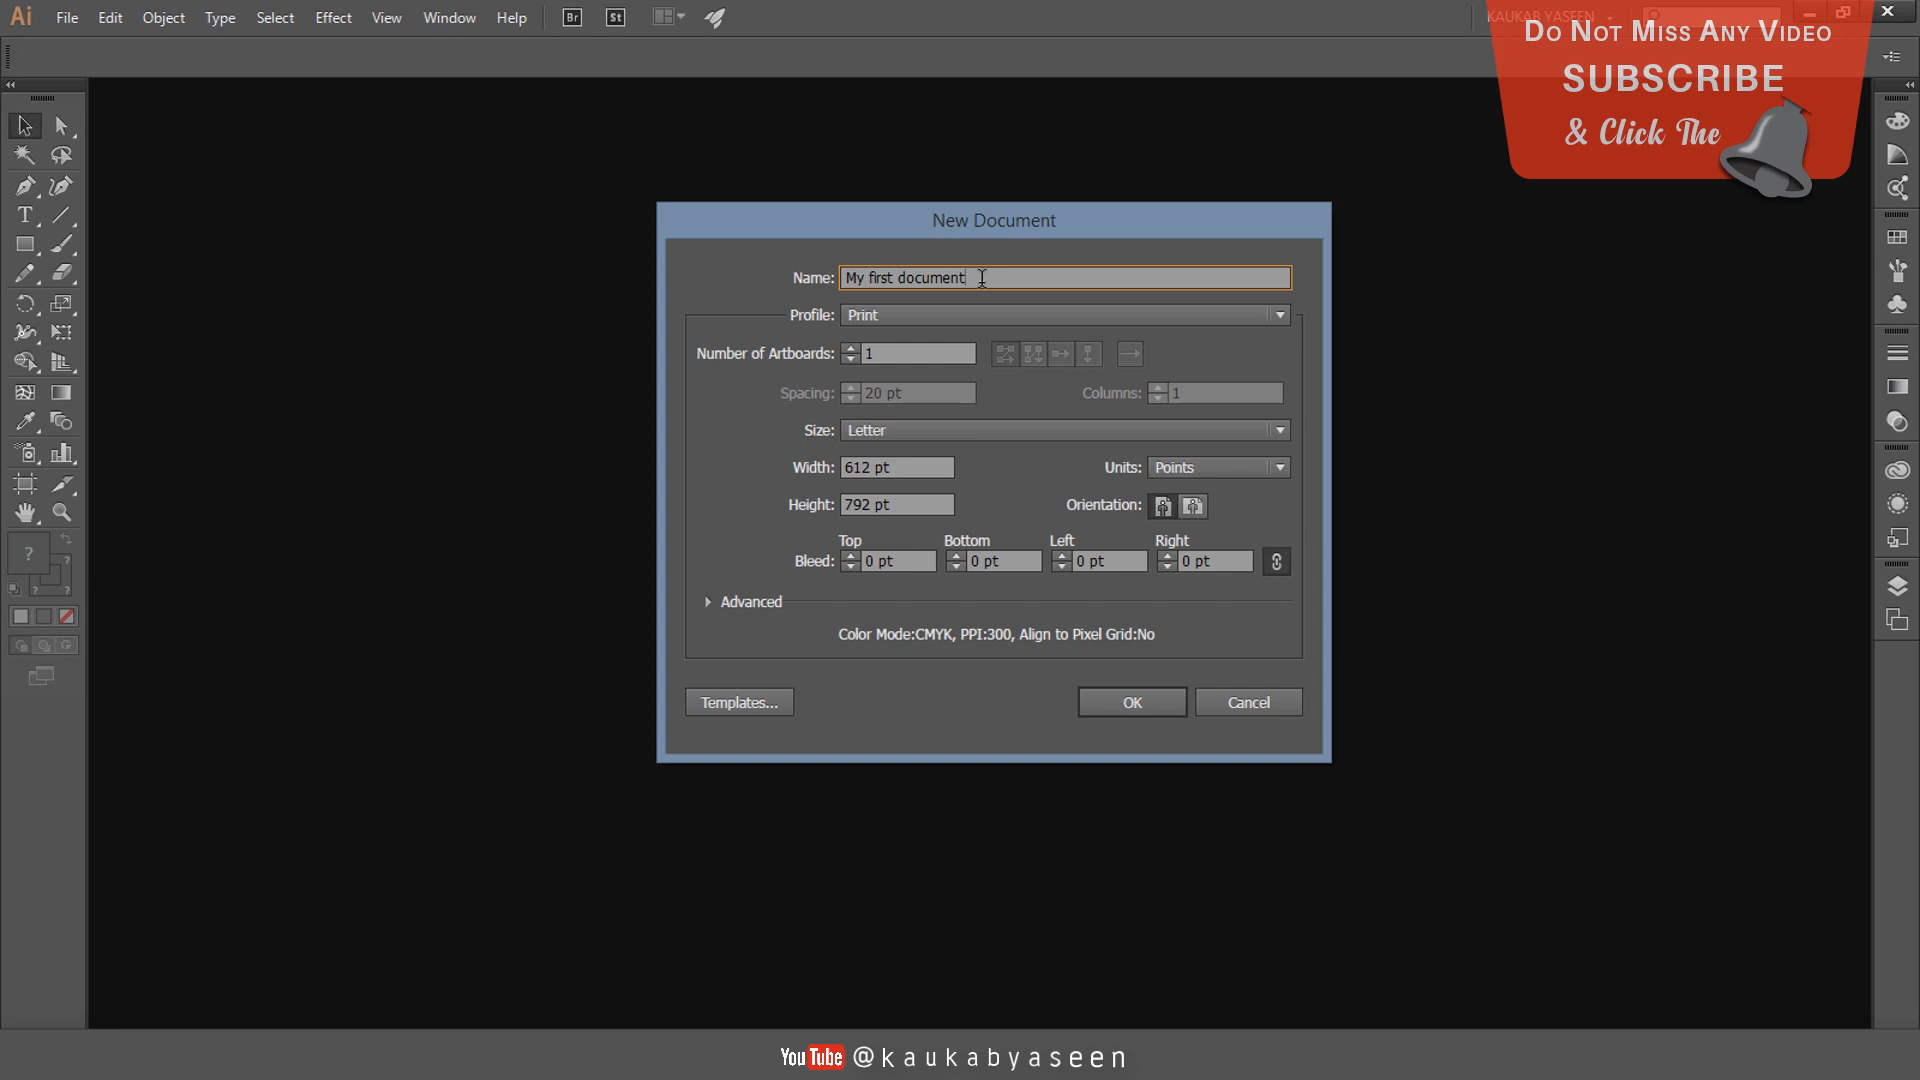 Ai File Edit Object Type Select Effect View Window Help Br St KAUKAB YASEEN
Do Not Miss Any Video
SUBSCRIBE
& Click The
New Document
Name: My first document
Profile: Print
Number of Artboards: 1
Spacing: 20 pt Columns: 1
Size: Letter
Width: 612 pt Units: Points
Height: 792 pt Orientation:
Top Bottom Left Right
Bleed: 0 pt 0 pt 0 pt 0 pt
Advanced
Color Mode:CMYK, PPI:300, Align to Pixel Grid:No
Templates... OK Cancel
YouTube @kaukabyaseen